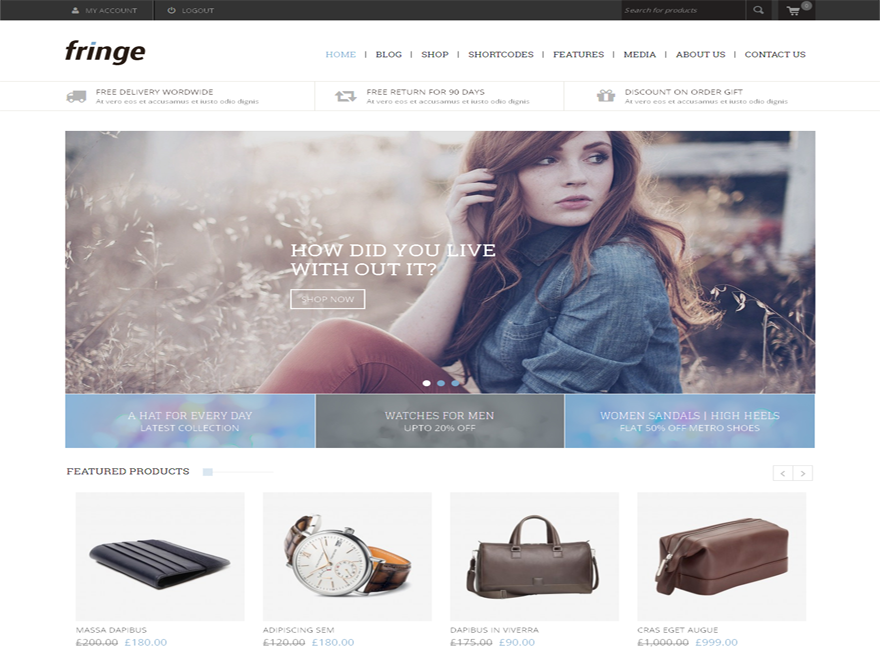 MY ACCOUNT
LOGOUT
Search for products
0
fringe
HOME | BLOG | SHOP | SHORTCODES | FEATURES | MEDIA | ABOUT US | CONTACT US
FREE DELIVERY WORDWIDE
At vero eos et accusamus et iusto odio dignis
FREE RETURN FOR 90 DAYS
At vero eos et accusamus et iusto odio dignis
DISCOUNT ON ORDER GIFT
At vero eos et accusamus et iusto odio dignis
HOW DID YOU LIVE
WITH OUT IT?
SHOP NOW
A HAT FOR EVERY DAY
LATEST COLLECTION
WATCHES FOR MEN
UPTO 20% OFF
WOMEN SANDALS | HIGH HEELS
FLAT 50% OFF METRO SHOES
FEATURED PRODUCTS
MASSA DAPIBUS
£200.00 £180.00
ADIPISCING SEM
£120.00 £180.00
DAPIBUS IN VIVERRA
£175.00 £90.00
CRAS EGET AUGUE
£1,000.00 £999.00